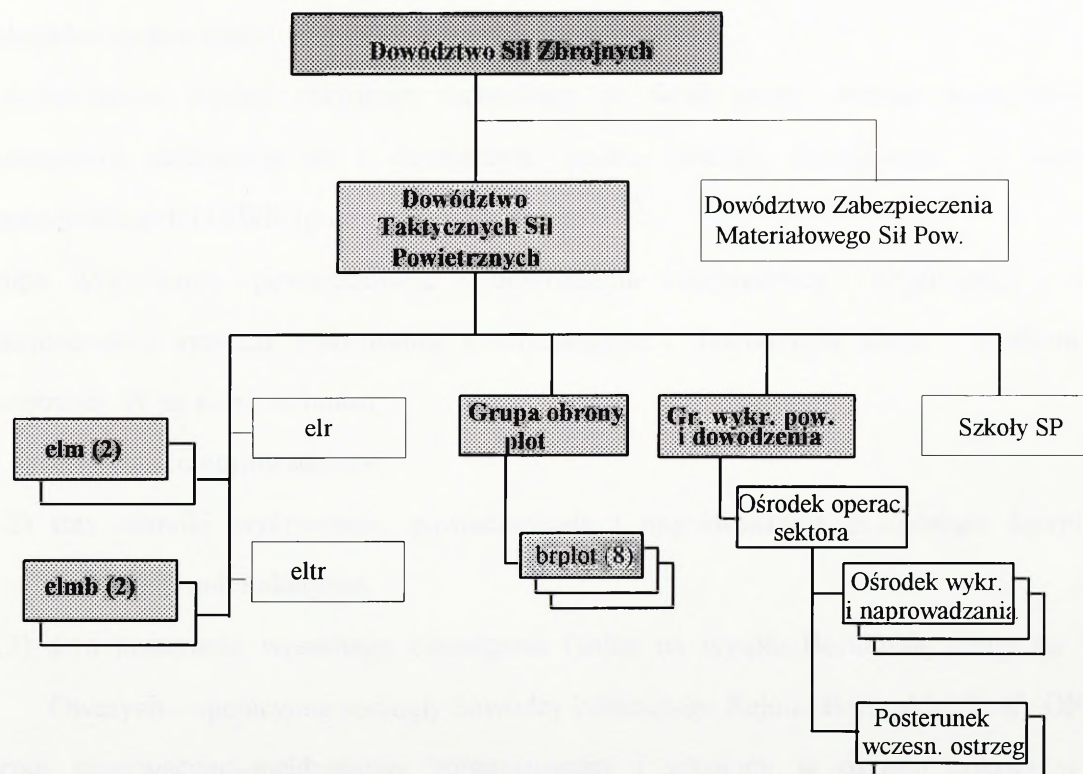 Dowództwo Sił Zbrojnych
Dowództwo
Taktycznych Sił
Powietrznych
Dowództwo Zabezpieczenia
Materiałowego Sił Pow.
elm (2)
elr
Grupa obrony
plot
Gr. wykr. pow.
i dowodzenia
Szkoły SP
elmb (2)
eltr
brplot (8)
Ośrodek operac.
sektora
Ośrodek wykr.
i naprowadzania
Posterunek
wczesn. ostrzeg